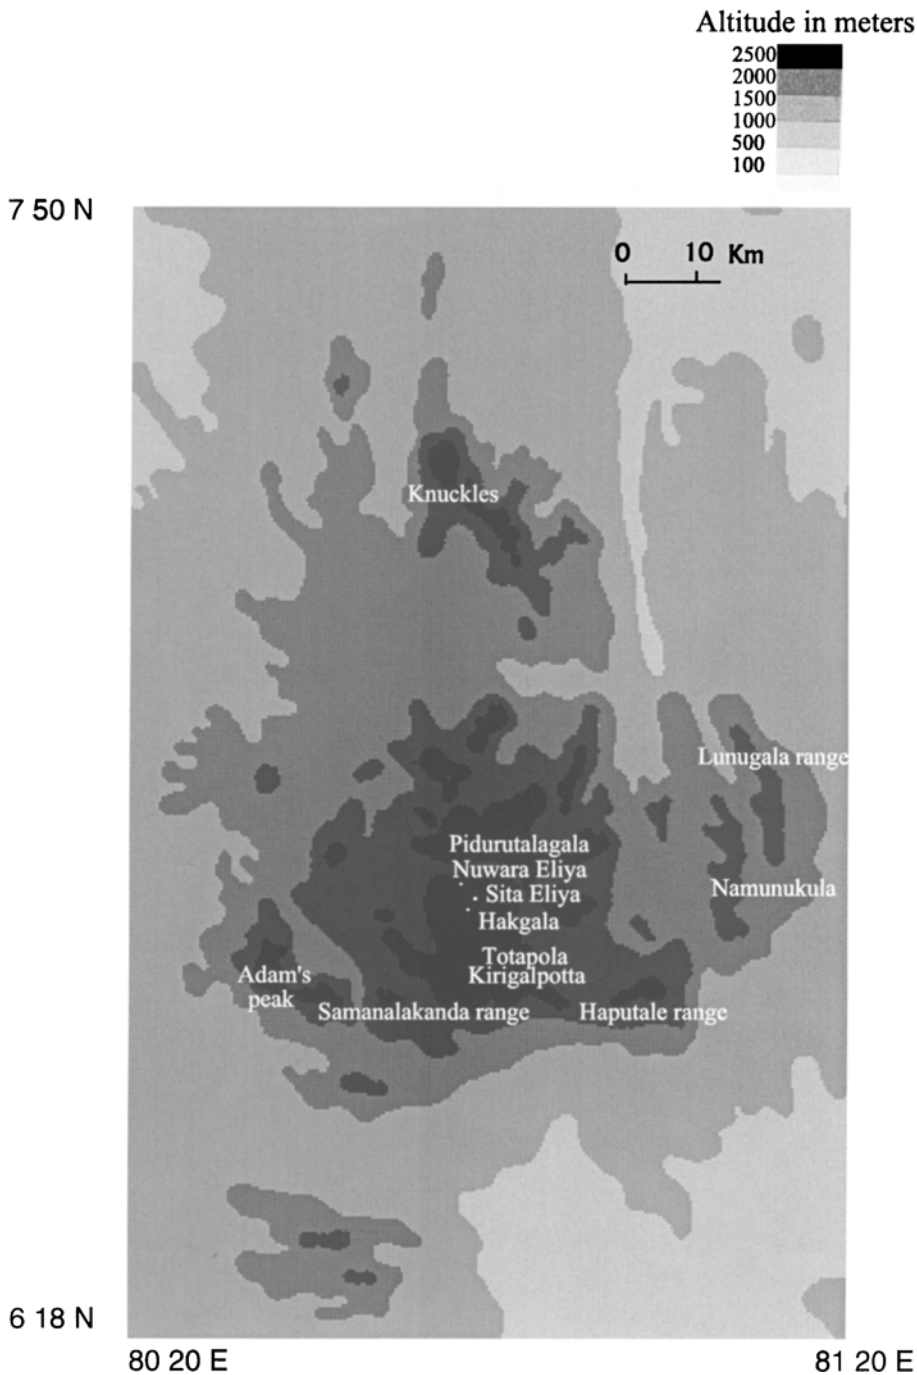 Altitude in meters
2500
2000
1500
1000
500
100
7 50 N
0 10 Km
Knuckles
Lunugala range
Pidurutalagala
Nuwara Eliya
Namunukula
Sita Eliya
Hakgala
Totapola
Adam's
peak
Kirigalpotta
Samanalakanda range
Haputale range
6 18 N
80 20 E
81 20 E